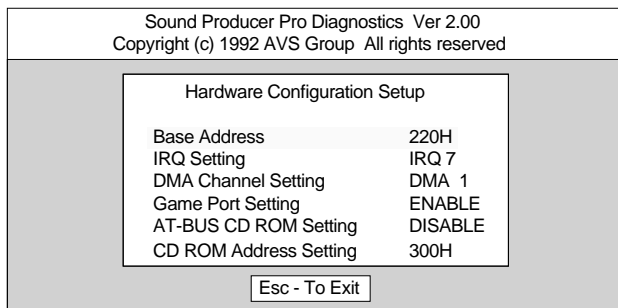 Sound Producer Pro Diagnostics Ver 2.00
Copyright (c) 1992 AVS Group All rights reserved
Hardware Configuration Setup
Base Address 220H
IRQ Setting IRQ 7
DMA Channel Setting DMA 1
Game Port Setting ENABLE
AT-BUS CD ROM Setting DISABLE
CD ROM Address Setting 300H
Esc - To Exit